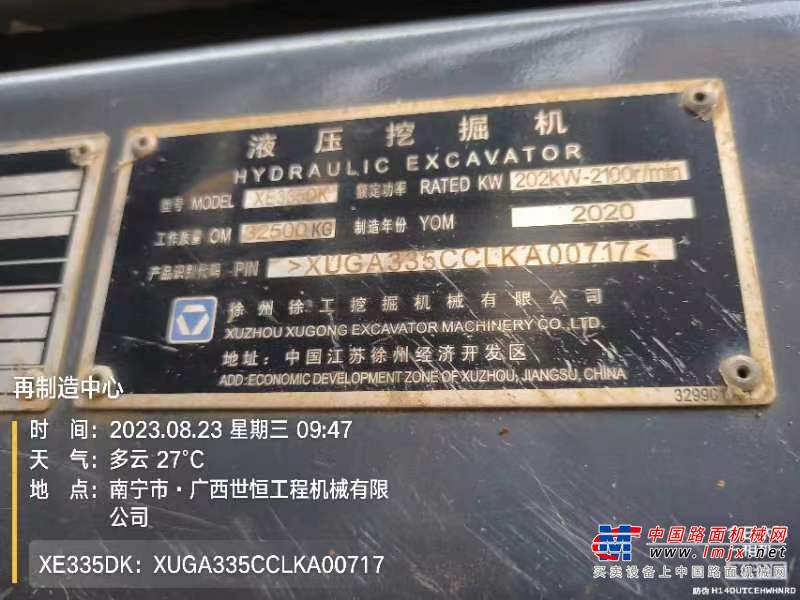 液压挖掘机
HYDRAULIC EXCAVATOR
型号 MODEL XE335DK 额定功率 RATED KW 202kW-2100r/min
工作质量 OM 32500KG 制造年份 YOM 2020
产品识别代码 PIN >XUGA335CCLKA00717<
徐州徐工挖掘机械有限公司
XUZHOU XUGONG EXCAVATOR MACHINERY CO.,LTD.
地址：中国江苏徐州经济开发区
ADD:ECONOMIC DEVELOPMENT ZONE OF XUZHOU, JIANGSU, CHINA
再制造中心
时 间：2023.08.23 星期三 09:47
天 气：多云 27℃
地 点：南宁市·广西世恒工程机械有限
公司
XE335DK：XUGA335CCLKA00717
中国路面机械网
www.lmjx.net
买卖设备上中国路面机械网
防伪 H14OUTCEHWHNRD